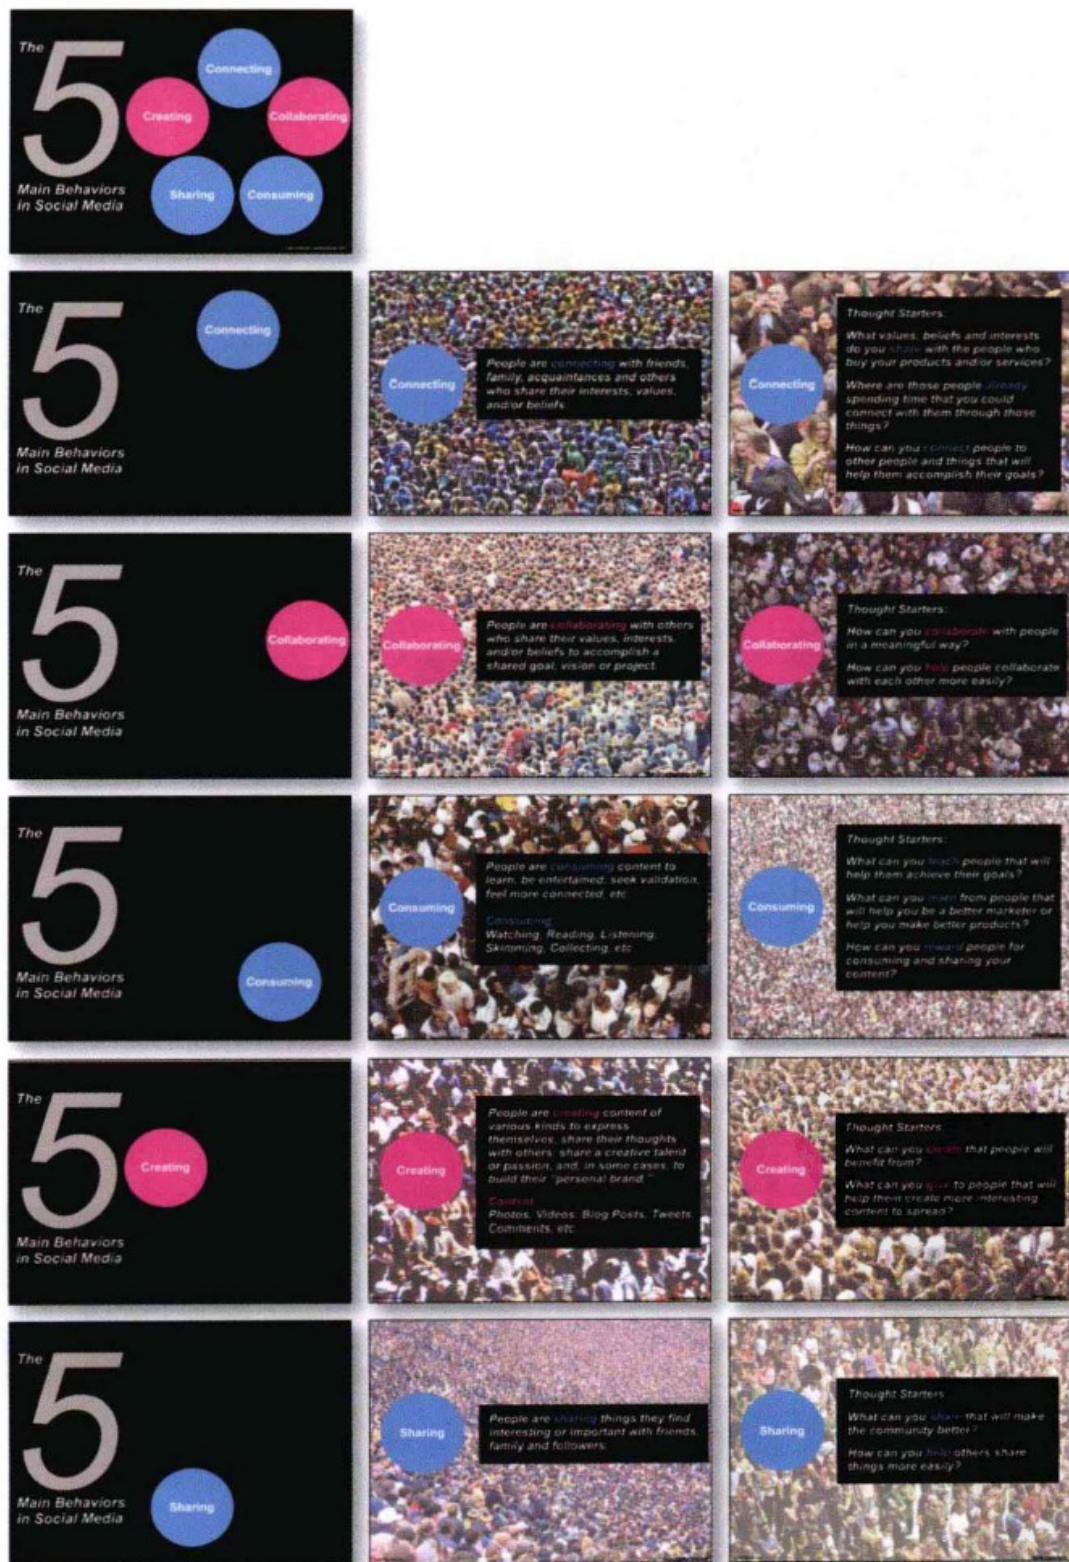 The
5
Main Behaviors
in Social Media
Connecting
Creating
Collaborating
Sharing
Consuming
The
5
Main Behaviors
in Social Media
Connecting
Connecting
People are connecting with friends,
family, acquaintances and others
who share their interests, values,
and/or beliefs.
Connecting
Thought Starters:
What values, beliefs and interests
do you share with the people who
buy your products and/or services?
Where are those people already
spending time that you could
connect with them through those
things?
How can you connect people to
other people and things that will
help them accomplish their goals?
The
5
Main Behaviors
in Social Media
Collaborating
Collaborating
People are collaborating with others
who share their values, interests,
and/or beliefs to accomplish a
shared goal, vision or project.
Collaborating
Thought Starters:
How can you collaborate with people
in a meaningful way?
How can you help people collaborate
with each other more easily?
The
5
Main Behaviors
in Social Media
Consuming
Consuming
People are consuming content to
learn, be entertained, seek validation,
feel more connected, etc.
Consuming
Watching, Reading, Listening,
Skimming, Collecting, etc
Consuming
Thought Starters:
What can you teach people that will
help them achieve their goals?
What can you learn from people that
will help you be a better marketer or
help you make better products?
How can you reward people for
consuming and sharing your
content?
The
5
Main Behaviors
in Social Media
Creating
Creating
People are creating content of
various kinds to express
themselves, share their thoughts
with others, share a creative talent
or passion, and, in some cases, to
build their "personal brand."
Content
Photos, Videos, Blog Posts, Tweets,
Comments, etc.
Creating
Thought Starters
What can you create that people will
benefit from?
What can you give to people that will
help them create more interesting
content to spread?
The
5
Main Behaviors
in Social Media
Sharing
Sharing
People are sharing things they find
interesting or important with friends,
family and followers.
Sharing
Thought Starters
What can you share that will make
the community better?
How can you help others share
things more easily?